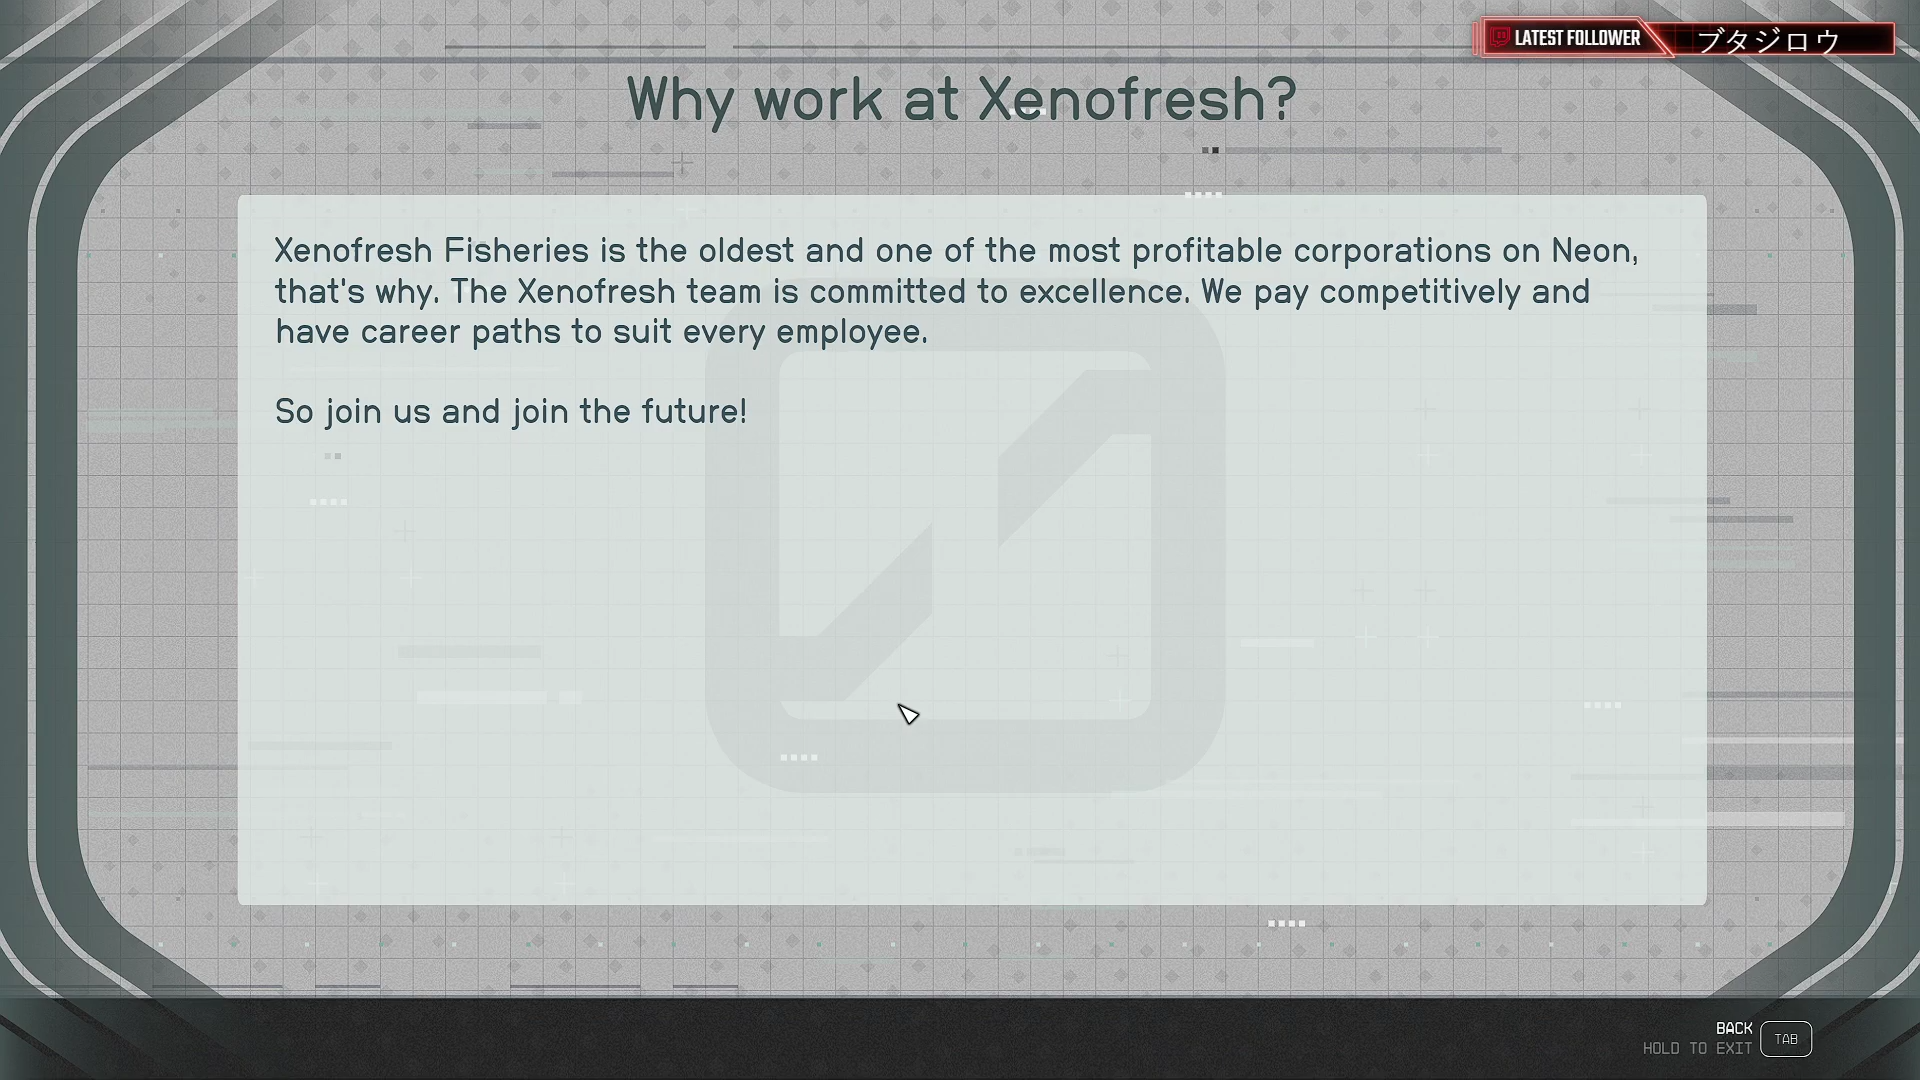 LATEST FOLLOWER ブタジロウ
Why work at Xenofresh?
Xenofresh Fisheries is the oldest and one of the most profitable corporations on Neon,
that's why. The Xenofresh team is committed to excellence. We pay competitively and
have career paths to suit every employee.
So join us and join the future!
BACK
HOLD TO EXIT
TAB